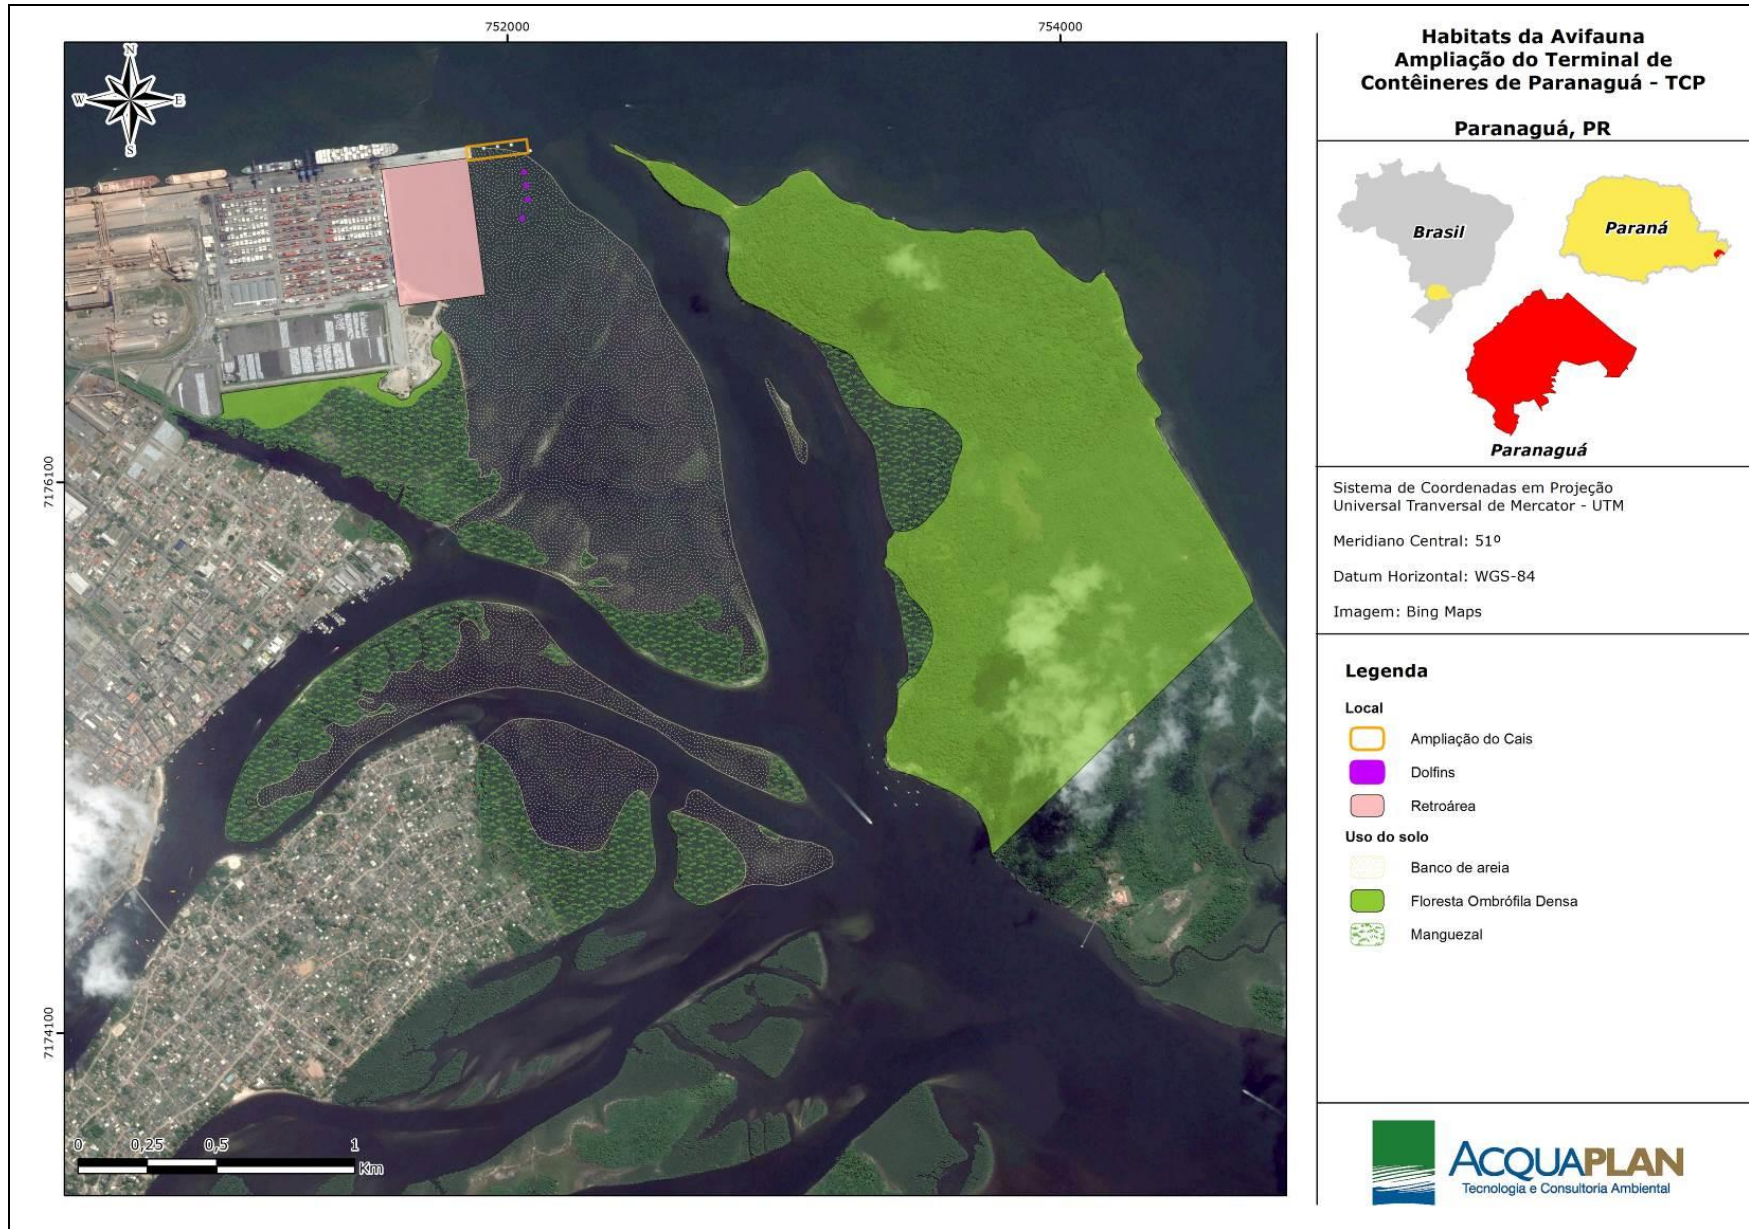 752000
754000
N
W
E
S
7176100
7174100
0
0,25
0,5
1
Km
Habitats da Avifauna
Ampliação do Terminal de
Contêineres de Paranaguá - TCP
Paranaguá, PR
Brasil
Paraná
Paranaguá
Sistema de Coordenadas em Projeção
Universal Tranversal de Mercator - UTM
Meridiano Central: 51º
Datum Horizontal: WGS-84
Imagem: Bing Maps
Legenda
Local
Ampliação do Cais
Dolfins
Retroárea
Uso do solo
Banco de areia
Floresta Ombrófila Densa
Manguezal
ACQUAPLAN
Tecnologia e Consultoria Ambiental